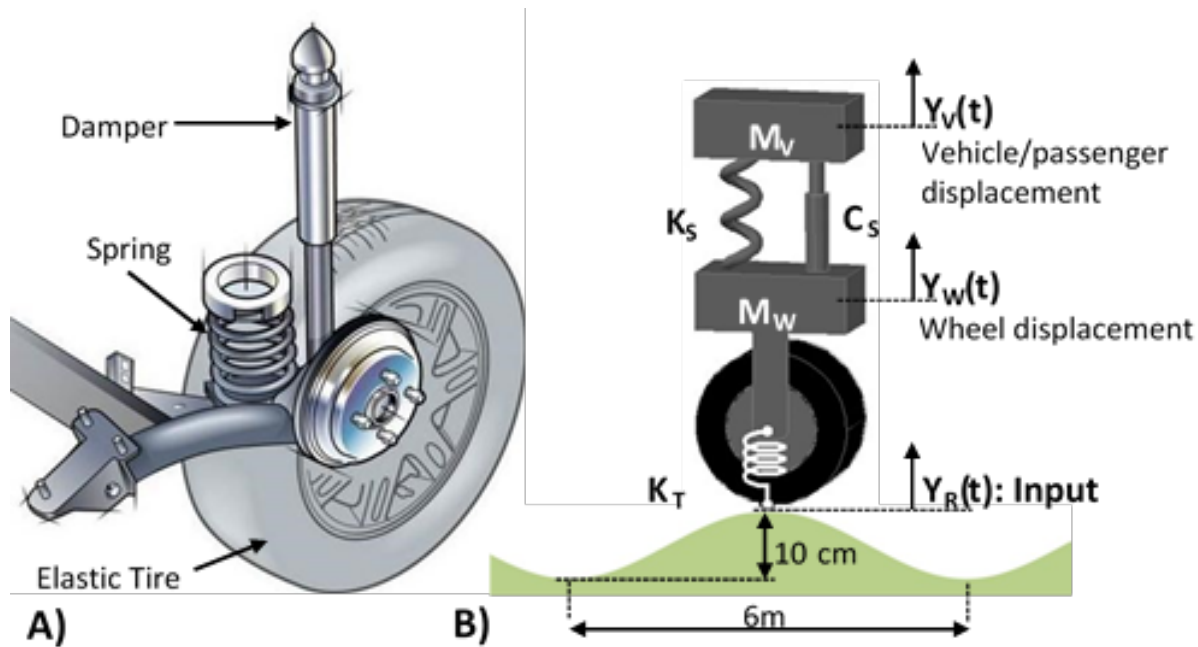 Damper
Spring
Elastic Tire
A)
M_V
K_S
C_S
M_W
K_T
Y_V(t)
Vehicle/passenger
displacement
Y_W(t)
Wheel displacement
Y_R(t): Input
10 cm
6m
B)